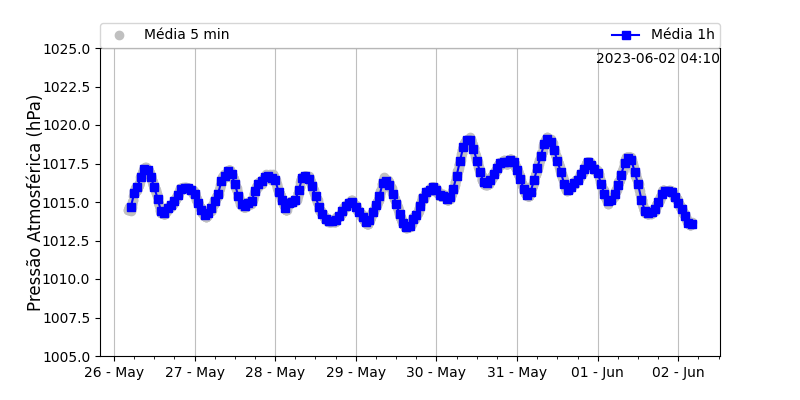 Média 5 min
Média 1h
2023-06-02 04:10
Pressão Atmosférica (hPa)
1025.0
1022.5
1020.0
1017.5
1015.0
1012.5
1010.0
1007.5
1005.0
26 - May
27 - May
28 - May
29 - May
30 - May
31 - May
01 - Jun
02 - Jun